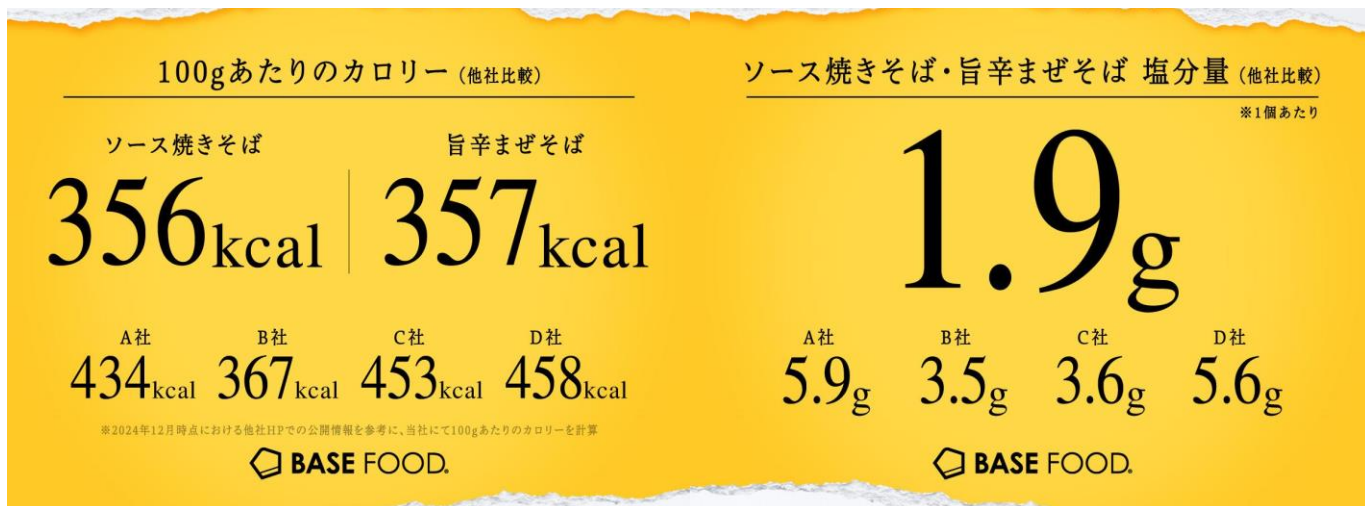 100gあたりのカロリー（他社比較）
ソース焼きそば
旨辛まぜそば
356kcal
357kcal
A社
B社
C社
D社
434kcal
367kcal
453kcal
458kcal
※2024年12月時点における他社HPでの公開情報を参考に、当社にて100gあたりのカロリーを計算
BASE FOOD.
ソース焼きそば・旨辛まぜそば 塩分量（他社比較）
※1個あたり
1.9g
A社
B社
C社
D社
5.9g
3.5g
3.6g
5.6g
BASE FOOD.